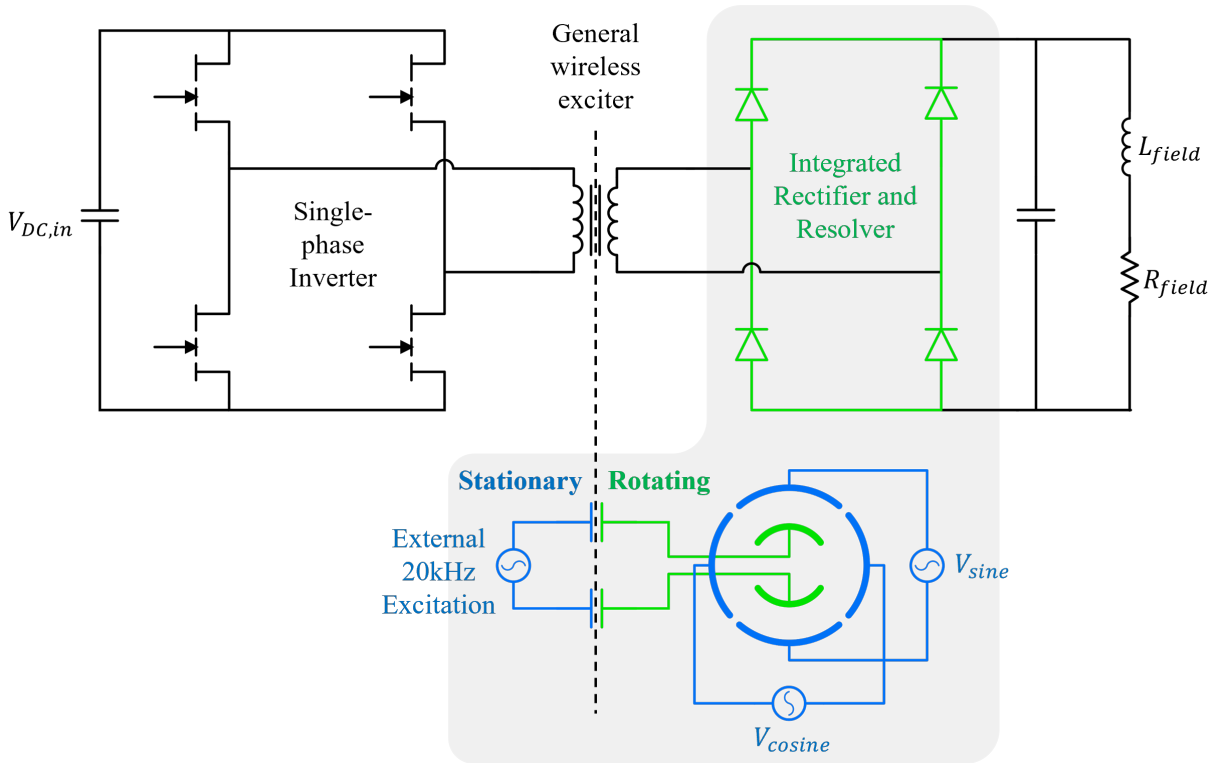 General
wireless
exciter
V_{DC,in}
Single-
phase
Inverter
Integrated
Rectifier and
Resolver
L_{field}
R_{field}
Stationary
Rotating
External
20kHz
Excitation
V_{sine}
V_{cosine}